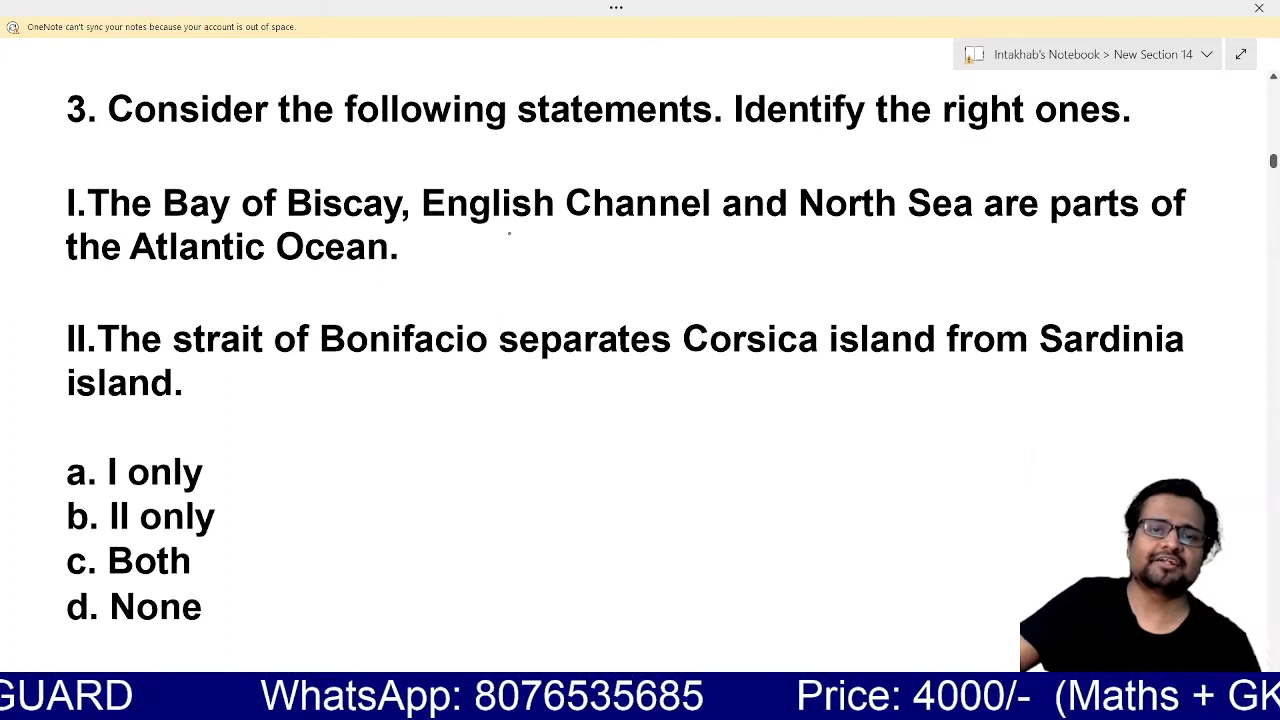 OneNote can't sync your notes because your account is out of space.
Intakhab's Notebook > New Section 14
3. Consider the following statements. Identify the right ones.
I.The Bay of Biscay, English Channel and North Sea are parts of
the Atlantic Ocean.
II.The strait of Bonifacio separates Corsica island from Sardinia
island.
a. I only
b. II only
c. Both
d. None
GUARD WhatsApp: 8076535685 Price: 4000/- (Maths + GK